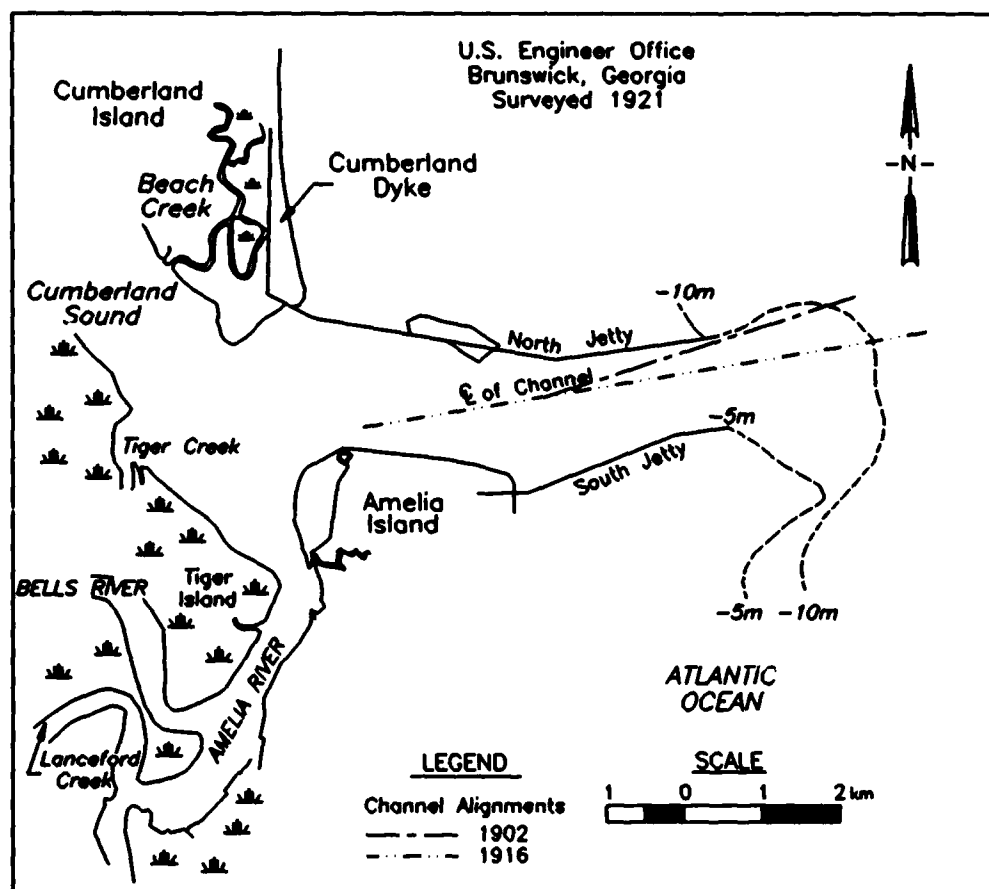 U.S. Engineer Office
Brunswick, Georgia
Surveyed 1921
Cumberland
Island
Cumberland
Dyke
Beach
Creek
-N-
Cumberland
Sound
-10m
North Jetty
℄ of Channel
-5m
Tiger Creek
South Jetty
Amelia
Island
BELLS RIVER
Tiger
Island
-5m -10m
AMELIA RIVER
ATLANTIC
OCEAN
Lanceford
Creek
LEGEND
Channel Alignments
1902
1916
SCALE
1 0 1 2 km